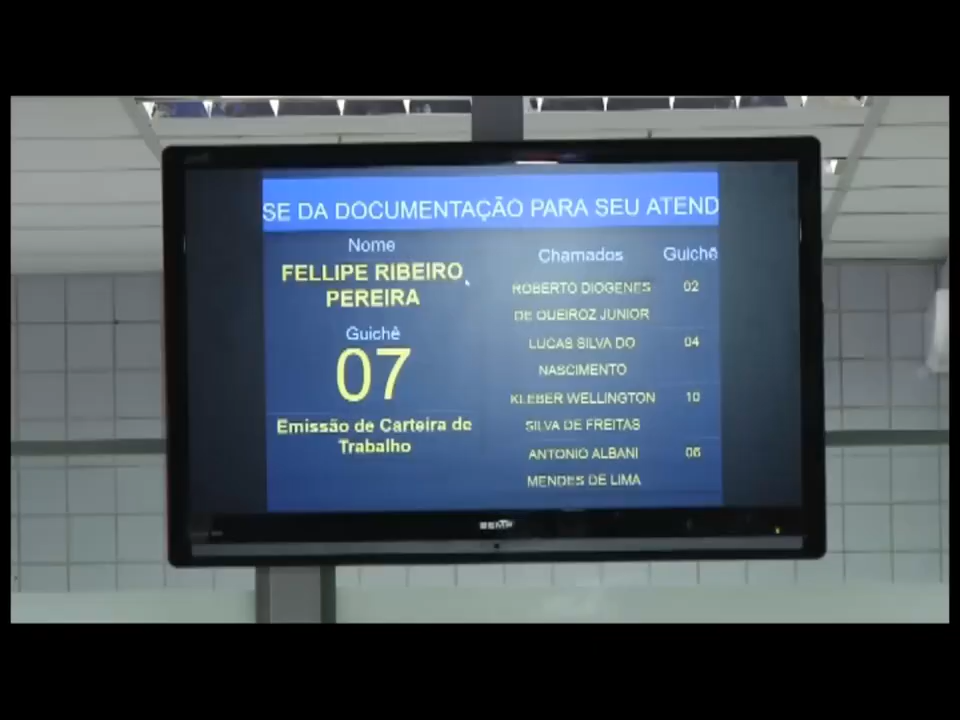 SE DA DOCUMENTAÇÃO PARA SEU ATEND
Nome
FELLIPE RIBEIRO
PEREIRA
Guichê
07
Emissão de Carteira de
Trabalho
Chamados Guichê
ROBERTO DIOGENES 02
DE QUEIROZ JUNIOR
LUCAS SILVA DO 04
NASCIMENTO
KLEBER WELLINGTON 10
SILVA DE FREITAS
ANTONIO ALBANI 06
MENDES DE LIMA
SEMP